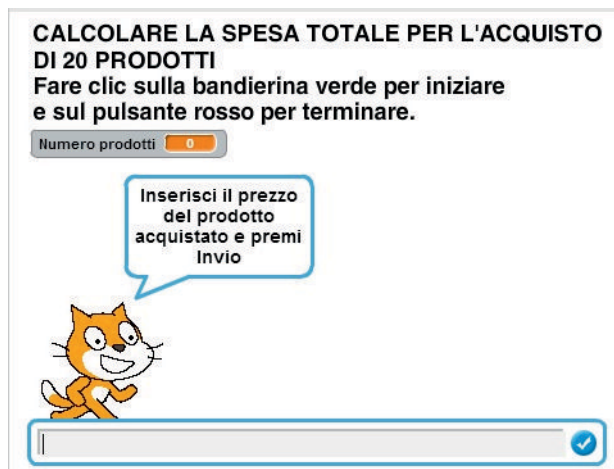 CALCOLARE LA SPESA TOTALE PER L'ACQUISTO
DI 20 PRODOTTI
Fare clic sulla bandierina verde per iniziare
e sul pulsante rosso per terminare.
Numero prodotti 0
Inserisci il prezzo
del prodotto
acquistato e premi
Invio